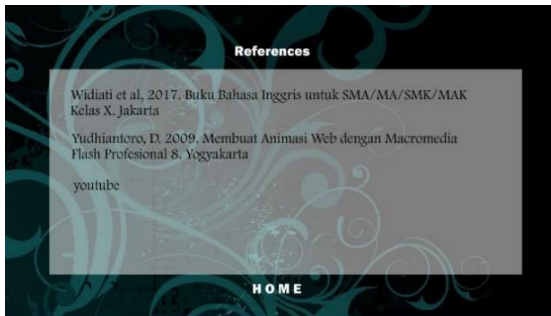 References
Widiati et al, 2017. Buku Bahasa Inggris untuk SMA/MA/SMK/MAK
Kelas X. Jakarta
Yudhiantoro, D. 2009. Membuat Animasi Web dengan Macromedia
Flash Profesional 8. Yogyakarta
youtube
HOME